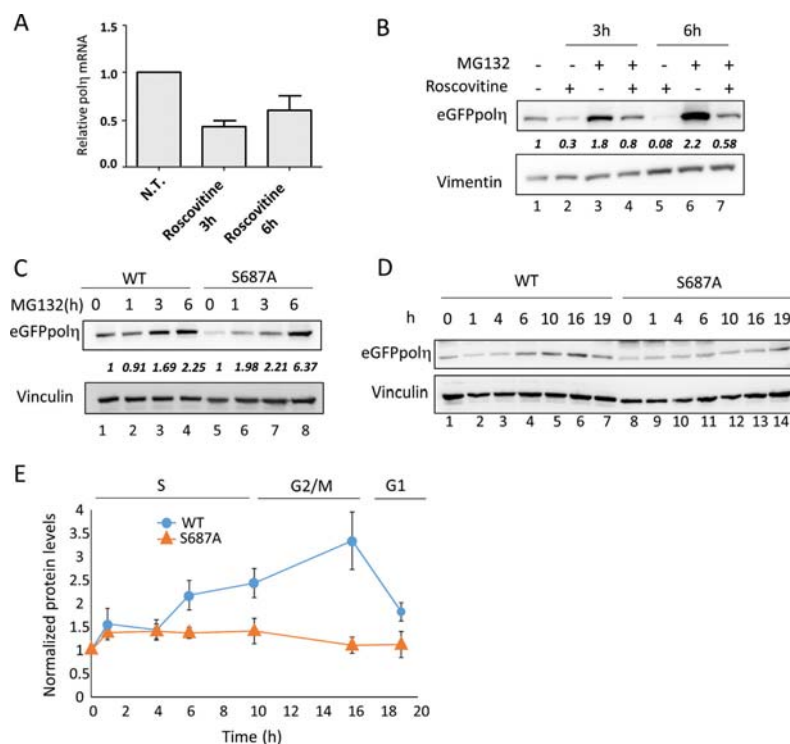 A
Relative polη mRNA
1.5
1.0
0.5
0.0
N.T.
Roscovitine 3h
Roscovitine 6h
B
3h 6h
MG132 - - + + - + +
Roscovitine - + - + + - +
eGFPpolη
1 0.3 1.8 0.8 0.08 2.2 0.58
Vimentin
1 2 3 4 5 6 7
C
WT S687A
MG132(h) 0 1 3 6 0 1 3 6
eGFPpolη
1 0.91 1.69 2.25 1 1.98 2.21 6.37
Vinculin
1 2 3 4 5 6 7 8
D
WT S687A
h 0 1 4 6 10 16 19 0 1 4 6 10 16 19
eGFPpolη
Vinculin
1 2 3 4 5 6 7 8 9 10 11 12 13 14
E
S G2/M G1
Normalized protein levels
4
3.5
3
2.5
2
1.5
1
0.5
0
WT
S687A
0 2 4 6 8 10 12 14 16 18 20
Time (h)